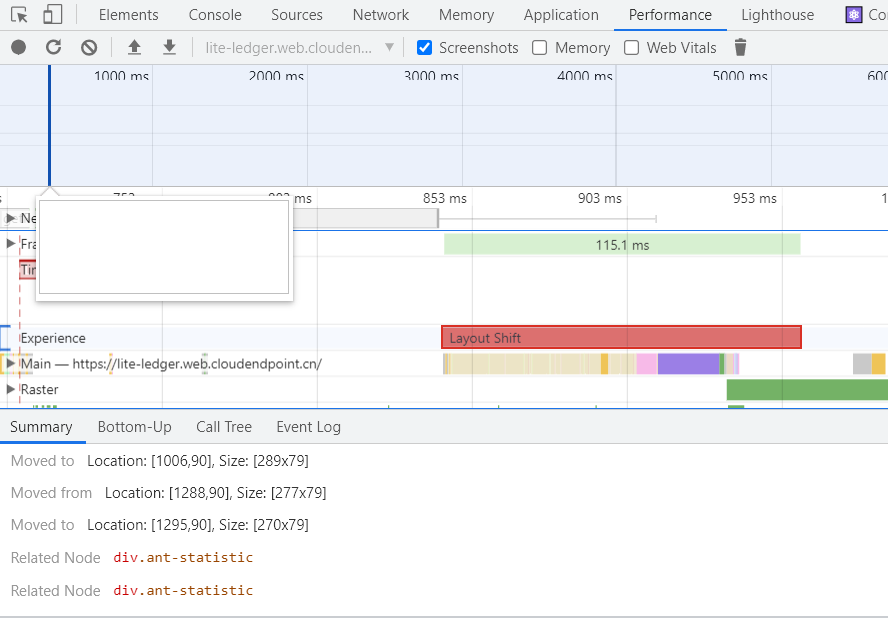 Elements Console Sources Network Memory Application Performance Lighthouse Co
lite-ledger.web.clouden... Screenshots Memory Web Vitals
1000 ms 2000 ms 3000 ms 4000 ms 5000 ms 600
853 ms 903 ms 953 ms 1
Ne
Fra 115.1 ms
Tim
Experience Layout Shift
Main — https://lite-ledger.web.cloudendpoint.cn/
Raster
Summary Bottom-Up Call Tree Event Log
Moved to Location: [1006,90], Size: [289x79]
Moved from Location: [1288,90], Size: [277x79]
Moved to Location: [1295,90], Size: [270x79]
Related Node div.ant-statistic
Related Node div.ant-statistic